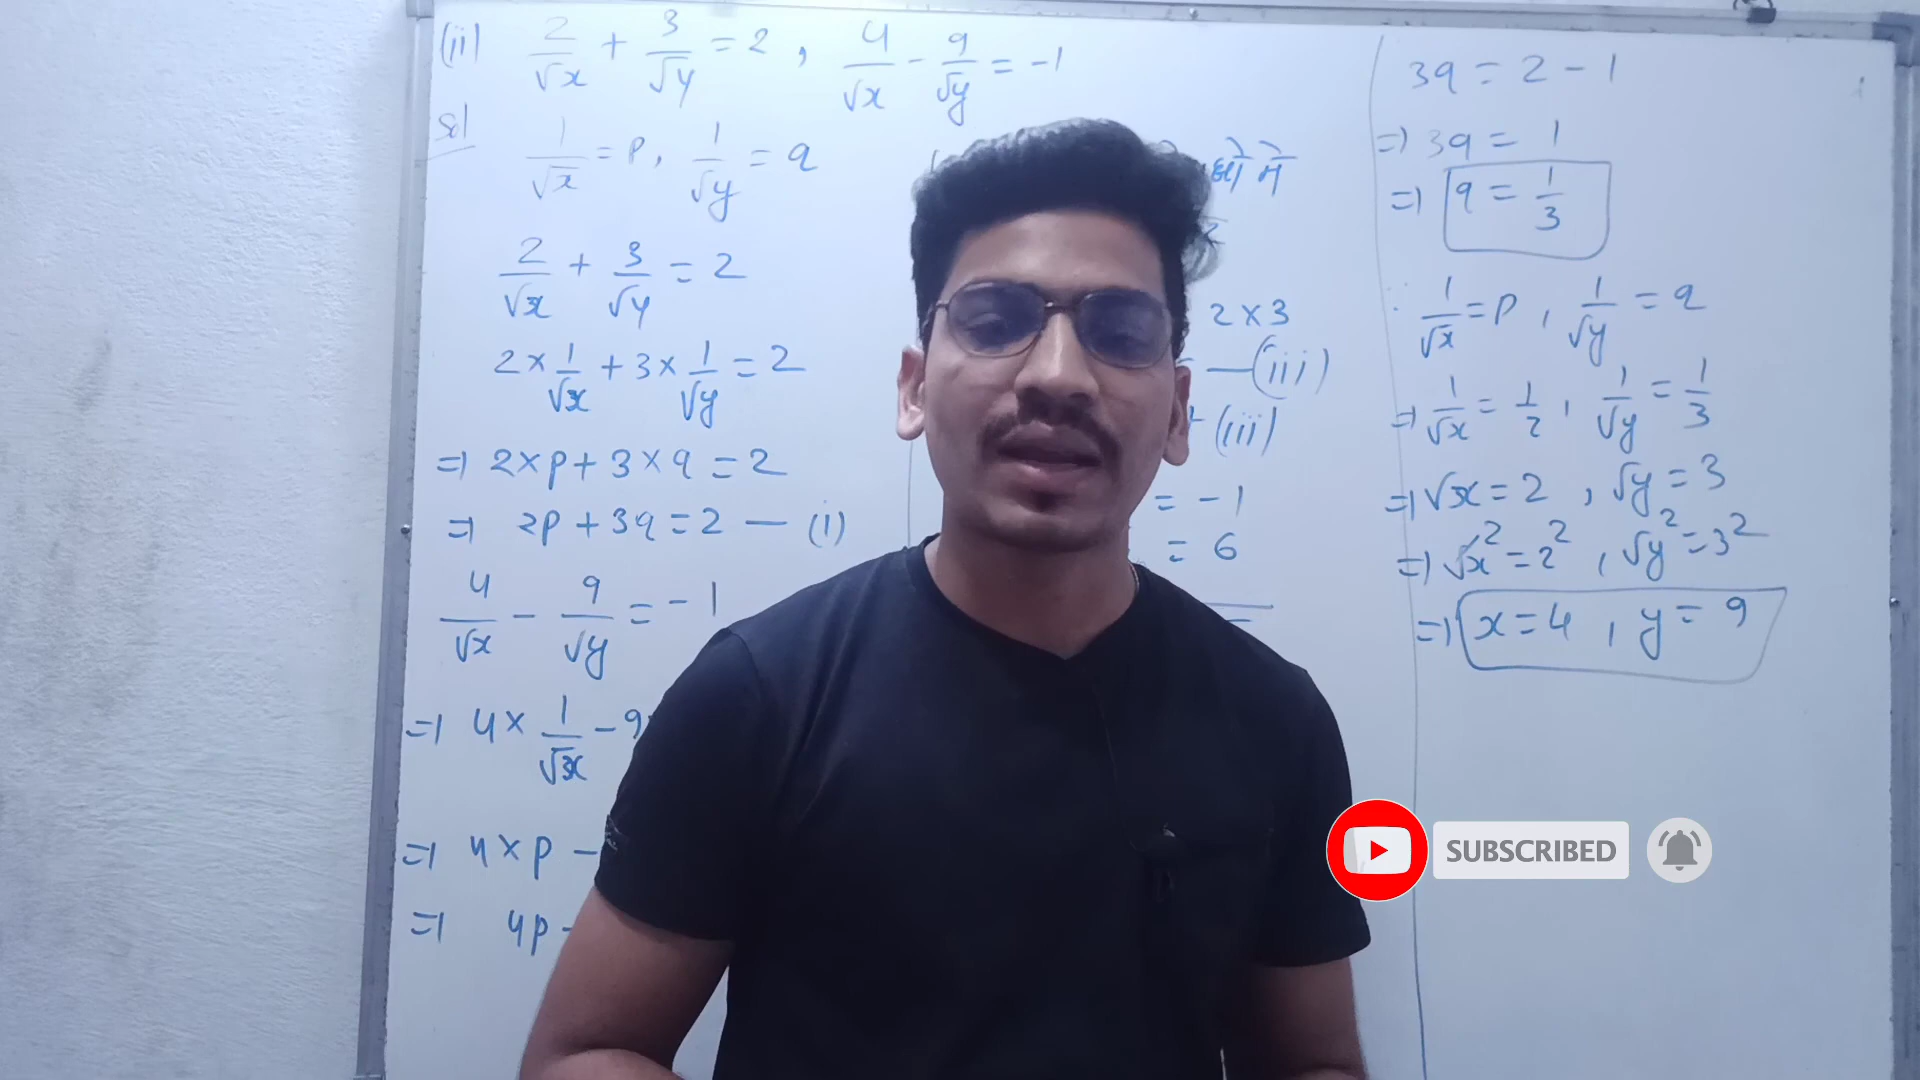 (ii) 2/√x + 3/√y = 2 , 4/√x - 9/√y = -1
Sol
1/√x = p, 1/√y = q
2/√x + 3/√y = 2
2 × 1/√x + 3 × 1/√y = 2
=> 2×p + 3×q = 2
=> 2p + 3q = 2 — (i)
4/√x - 9/√y = -1
=> 4 × 1/√x - 9
=> 4×p -
=> 4p -
में
2×3
— (iii)
(iii)
= -1
= 6
3q = 2 - 1
=> 3q = 1
=> q = 1/3
∵ 1/√x = p , 1/√y = q
=> 1/√x = 1/2 , 1/√y = 1/3
=> √x = 2 , √y = 3
=> √x² = 2² , √y² = 3²
=> x = 4 , y = 9
SUBSCRIBED